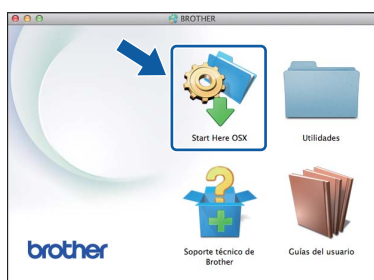 BROTHER
Start Here OSX
Utilidades
Soporte técnico de
Brother
Guías del usuario
brother